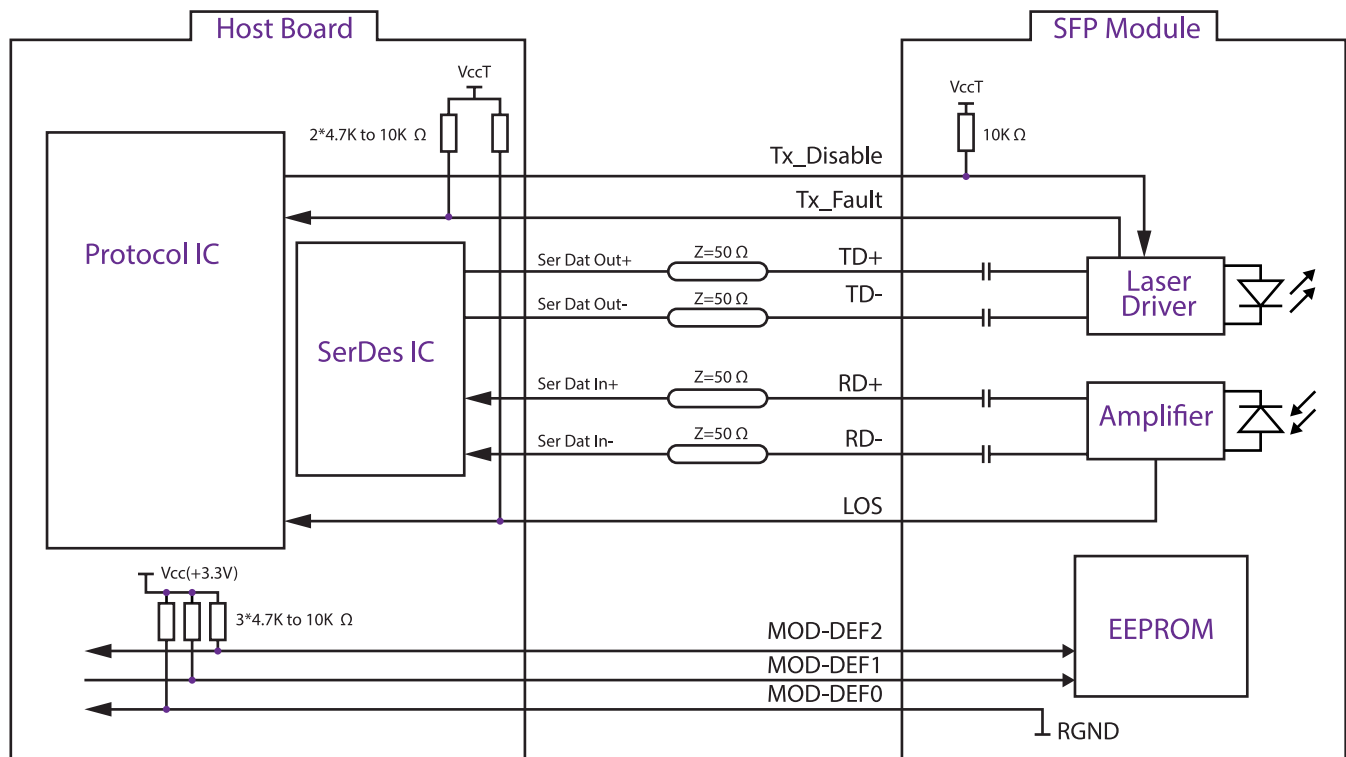 Host Board
SFP Module
VccT
2*4.7K to 10K Ω
VccT
10K Ω
Tx_Disable
Tx_Fault
Protocol IC
SerDes IC
Ser Dat Out+
Z=50 Ω
TD+
Ser Dat Out-
Z=50 Ω
TD-
Laser
Driver
Ser Dat In+
Z=50 Ω
RD+
Ser Dat In-
Z=50 Ω
RD-
Amplifier
LOS
Vcc(+3.3V)
3*4.7K to 10K Ω
MOD-DEF2
MOD-DEF1
MOD-DEF0
EEPROM
RGND